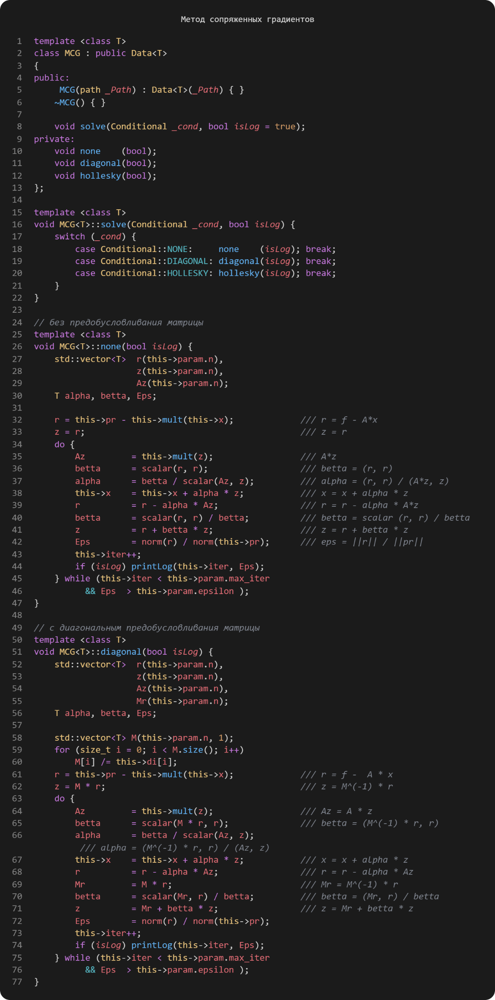 Метод сопряженных градиентов
1 template <class T>
2 class MCG : public Data<T>
3 {
4 public:
5      MCG(path _Path) : Data<T>(_Path) { }
6     ~MCG() { }
7
8     void solve(Conditional _cond, bool isLog = true);
9 private:
10     void none    (bool);
11     void diagonal(bool);
12     void hollesky(bool);
13 };
14
15 template <class T>
16 void MCG<T>::solve(Conditional _cond, bool isLog) {
17     switch (_cond) {
18         case Conditional::NONE:     none    (isLog); break;
19         case Conditional::DIAGONAL: diagonal(isLog); break;
20         case Conditional::HOLLESKY: hollesky(isLog); break;
21     }
22 }
23
24 // без предобусловливания матрицы
25 template <class T>
26 void MCG<T>::none(bool isLog) {
27     std::vector<T>  r(this->param.n),
28                     z(this->param.n),
29                     Az(this->param.n);
30     T alpha, betta, Eps;
31
32     r = this->pr - this->mult(this->x);             /// r = f - A*x
33     z = r;                                          /// z = r
34     do {
35         Az         = this->mult(z);                 /// A*z
36         betta      = scalar(r, r);                  /// betta = (r, r)
37         alpha      = betta / scalar(Az, z);         /// alpha = (r, r) / (A*z, z)
38         this->x    = this->x + alpha * z;           /// x = x + alpha * z
39         r          = r - alpha * Az;                /// r = r - alpha * A*z
40         betta      = scalar(r, r) / betta;          /// betta = scalar (r, r) / betta
41         z          = r + betta * z;                 /// z = r + betta * z
42         Eps        = norm(r) / norm(this->pr);      /// eps = ||r|| / ||pr||
43         this->iter++;
44         if (isLog) printLog(this->iter, Eps);
45     } while (this->iter < this->param.max_iter
46           && Eps  > this->param.epsilon );
47 }
48
49 // с диагональным предобусловливания матрицы
50 template <class T>
51 void MCG<T>::diagonal(bool isLog) {
52     std::vector<T>  r(this->param.n),
53                     z(this->param.n),
54                     Az(this->param.n),
55                     Mr(this->param.n);
56     T alpha, betta, Eps;
57
58     std::vector<T> M(this->param.n, 1);
59     for (size_t i = 0; i < M.size(); i++)
60         M[i] /= this->di[i];
61     r = this->pr - this->mult(this->x);             /// r = f -  A * x
62     z = M * r;                                      /// z = M^(-1) * r
63     do {
64         Az         = this->mult(z);                 /// Az = A * z
65         betta      = scalar(M * r, r);              /// betta = (M^(-1) * r, r)
66         alpha      = betta / scalar(Az, z);
          /// alpha = (M^(-1) * r, r) / (Az, z)
67         this->x    = this->x + alpha * z;           /// x = x + alpha * z
68         r          = r - alpha * Az;                /// r = r - alpha * Az
69         Mr         = M * r;                         /// Mr = M^(-1) * r
70         betta      = scalar(Mr, r) / betta;         /// betta = (Mr, r) / betta
71         z          = Mr + betta * z;                /// z = Mr + betta * z
72         Eps        = norm(r) / norm(this->pr);
73         this->iter++;
74         if (isLog) printLog(this->iter, Eps);
75     } while (this->iter < this->param.max_iter
76           && Eps  > this->param.epsilon );
77 }